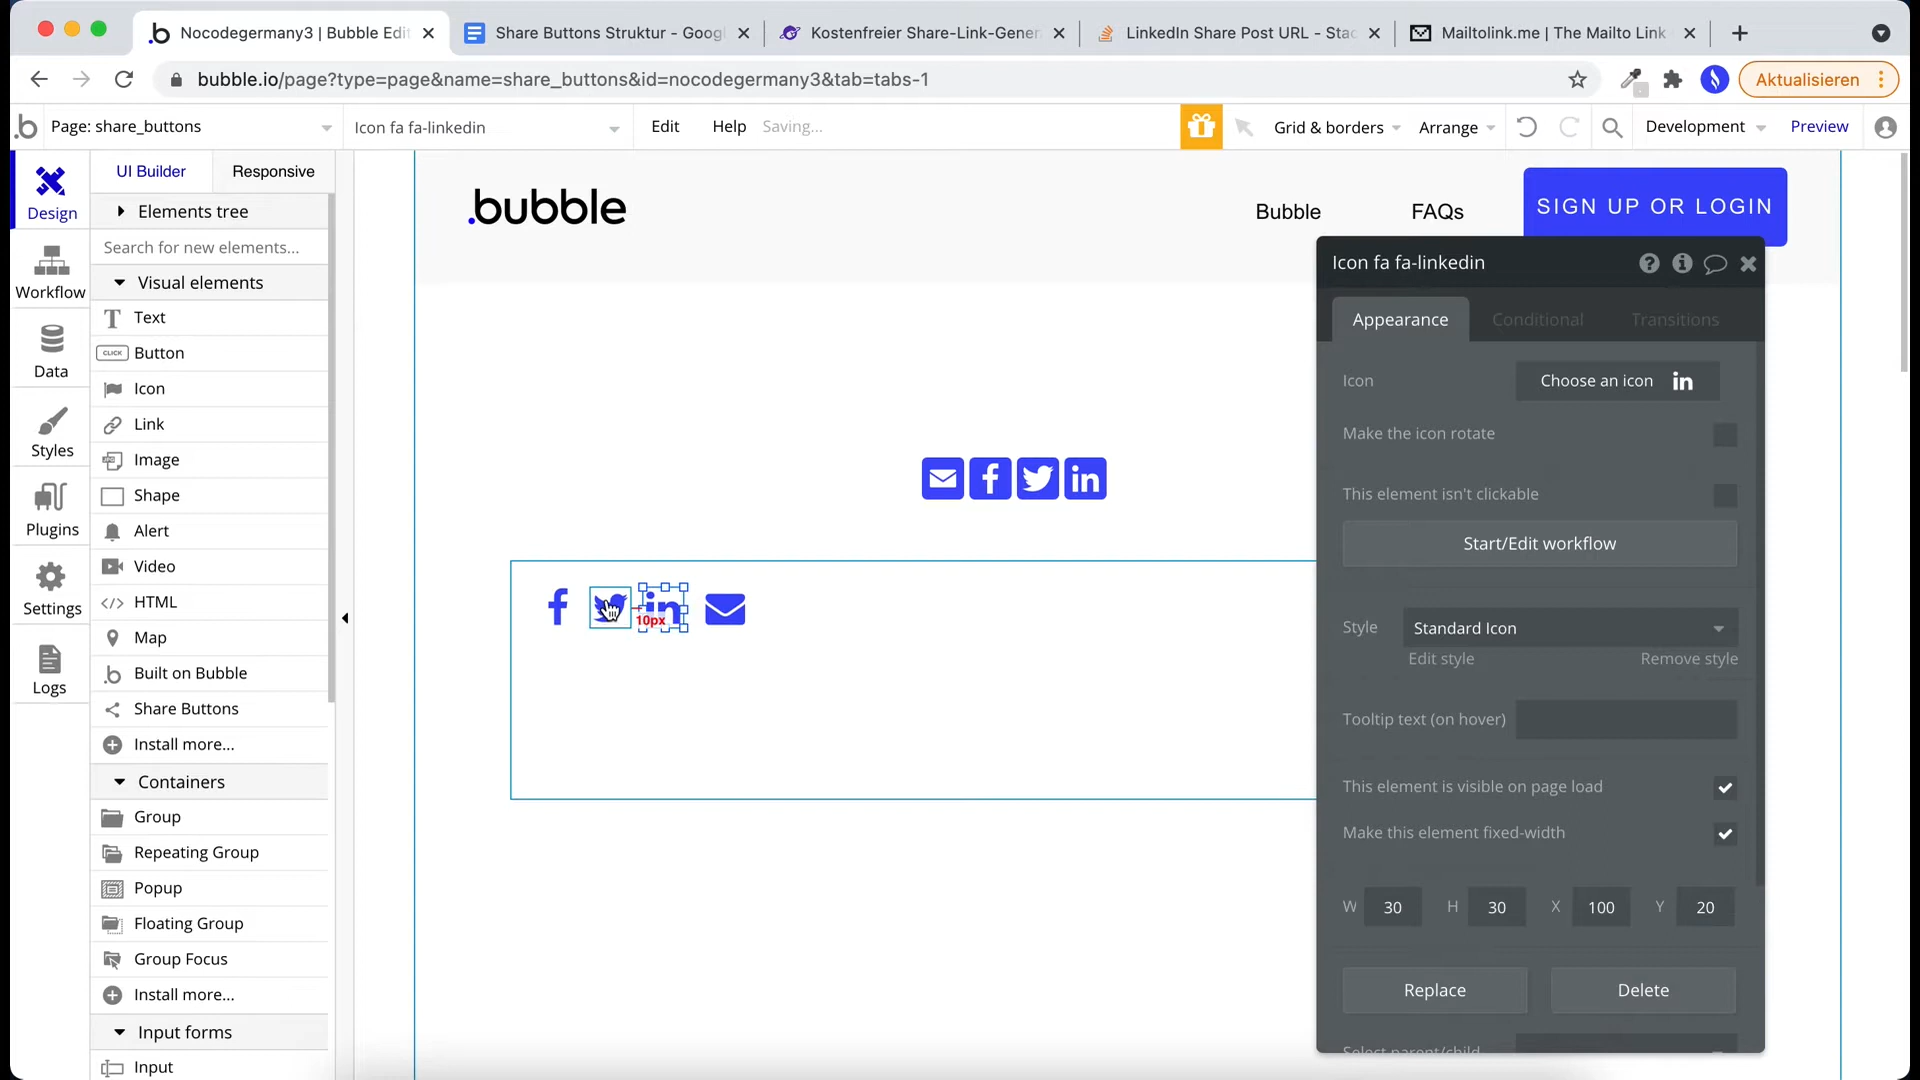 Nocodegermany3 | Bubble Edit
Share Buttons Struktur - Googl
Kostenfreier Share-Link-Gener
LinkedIn Share Post URL - Stac
Mailtolink.me | The Mailto Link
bubble.io/page?type=page&name=share_buttons&id=nocodegermany3&tab=tabs-1
Aktualisieren
Page: share_buttons
Icon fa fa-linkedin
Edit
Help
Saving...
Grid & borders
Arrange
Development
Preview
Design
Workflow
Data
Styles
Plugins
Settings
Logs
UI Builder
Responsive
Elements tree
Search for new elements...
Visual elements
Text
CLICK
Button
Icon
Link
Image
Shape
Alert
Video
HTML
Map
Built on Bubble
Share Buttons
Install more...
Containers
Group
Repeating Group
Popup
Floating Group
Group Focus
Install more...
Input forms
Input
.bubble
Bubble
FAQs
SIGN UP OR LOGIN
10px
Icon fa fa-linkedin
Appearance
Conditional
Transitions
Icon
Choose an icon
Make the icon rotate
This element isn't clickable
Start/Edit workflow
Style
Standard Icon
Edit style
Remove style
Tooltip text (on hover)
This element is visible on page load
Make this element fixed-width
W 30 H 30 X 100 Y 20
Replace
Delete
Select parent/child